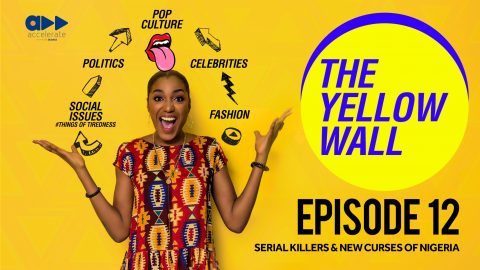 accelerate
POP
CULTURE
POLITICS
CELEBRITIES
SOCIAL
ISSUES
#THINGS OF TIREDNESS
FASHION
THE
YELLOW
WALL
EPISODE 12
SERIAL KILLERS & NEW CURSES OF NIGERIA